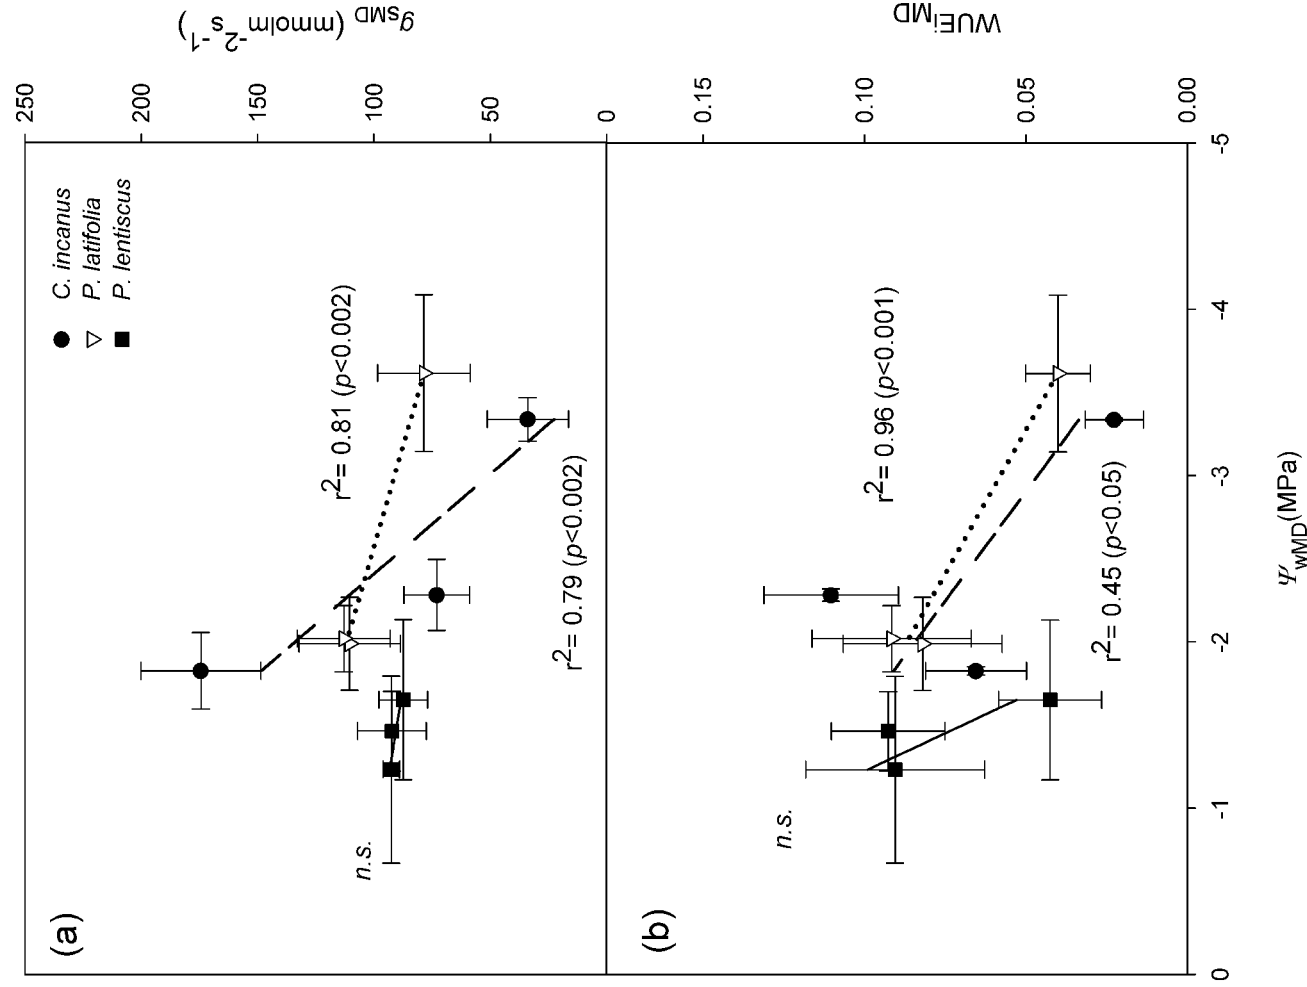 (a)
C. incanus
P. latifolia
P. lentiscus
r2= 0.81 (p<0.002)
r2= 0.79 (p<0.002)
n.s.
250
200
150
100
50
0
gsMD (mmolm-2s-1)
(b)
r2= 0.96 (p<0.001)
r2= 0.45 (p<0.05)
n.s.
0.15
0.10
0.05
0.00
WUEiMD
0
-1
-2
-3
-4
-5
ΨwMD(MPa)